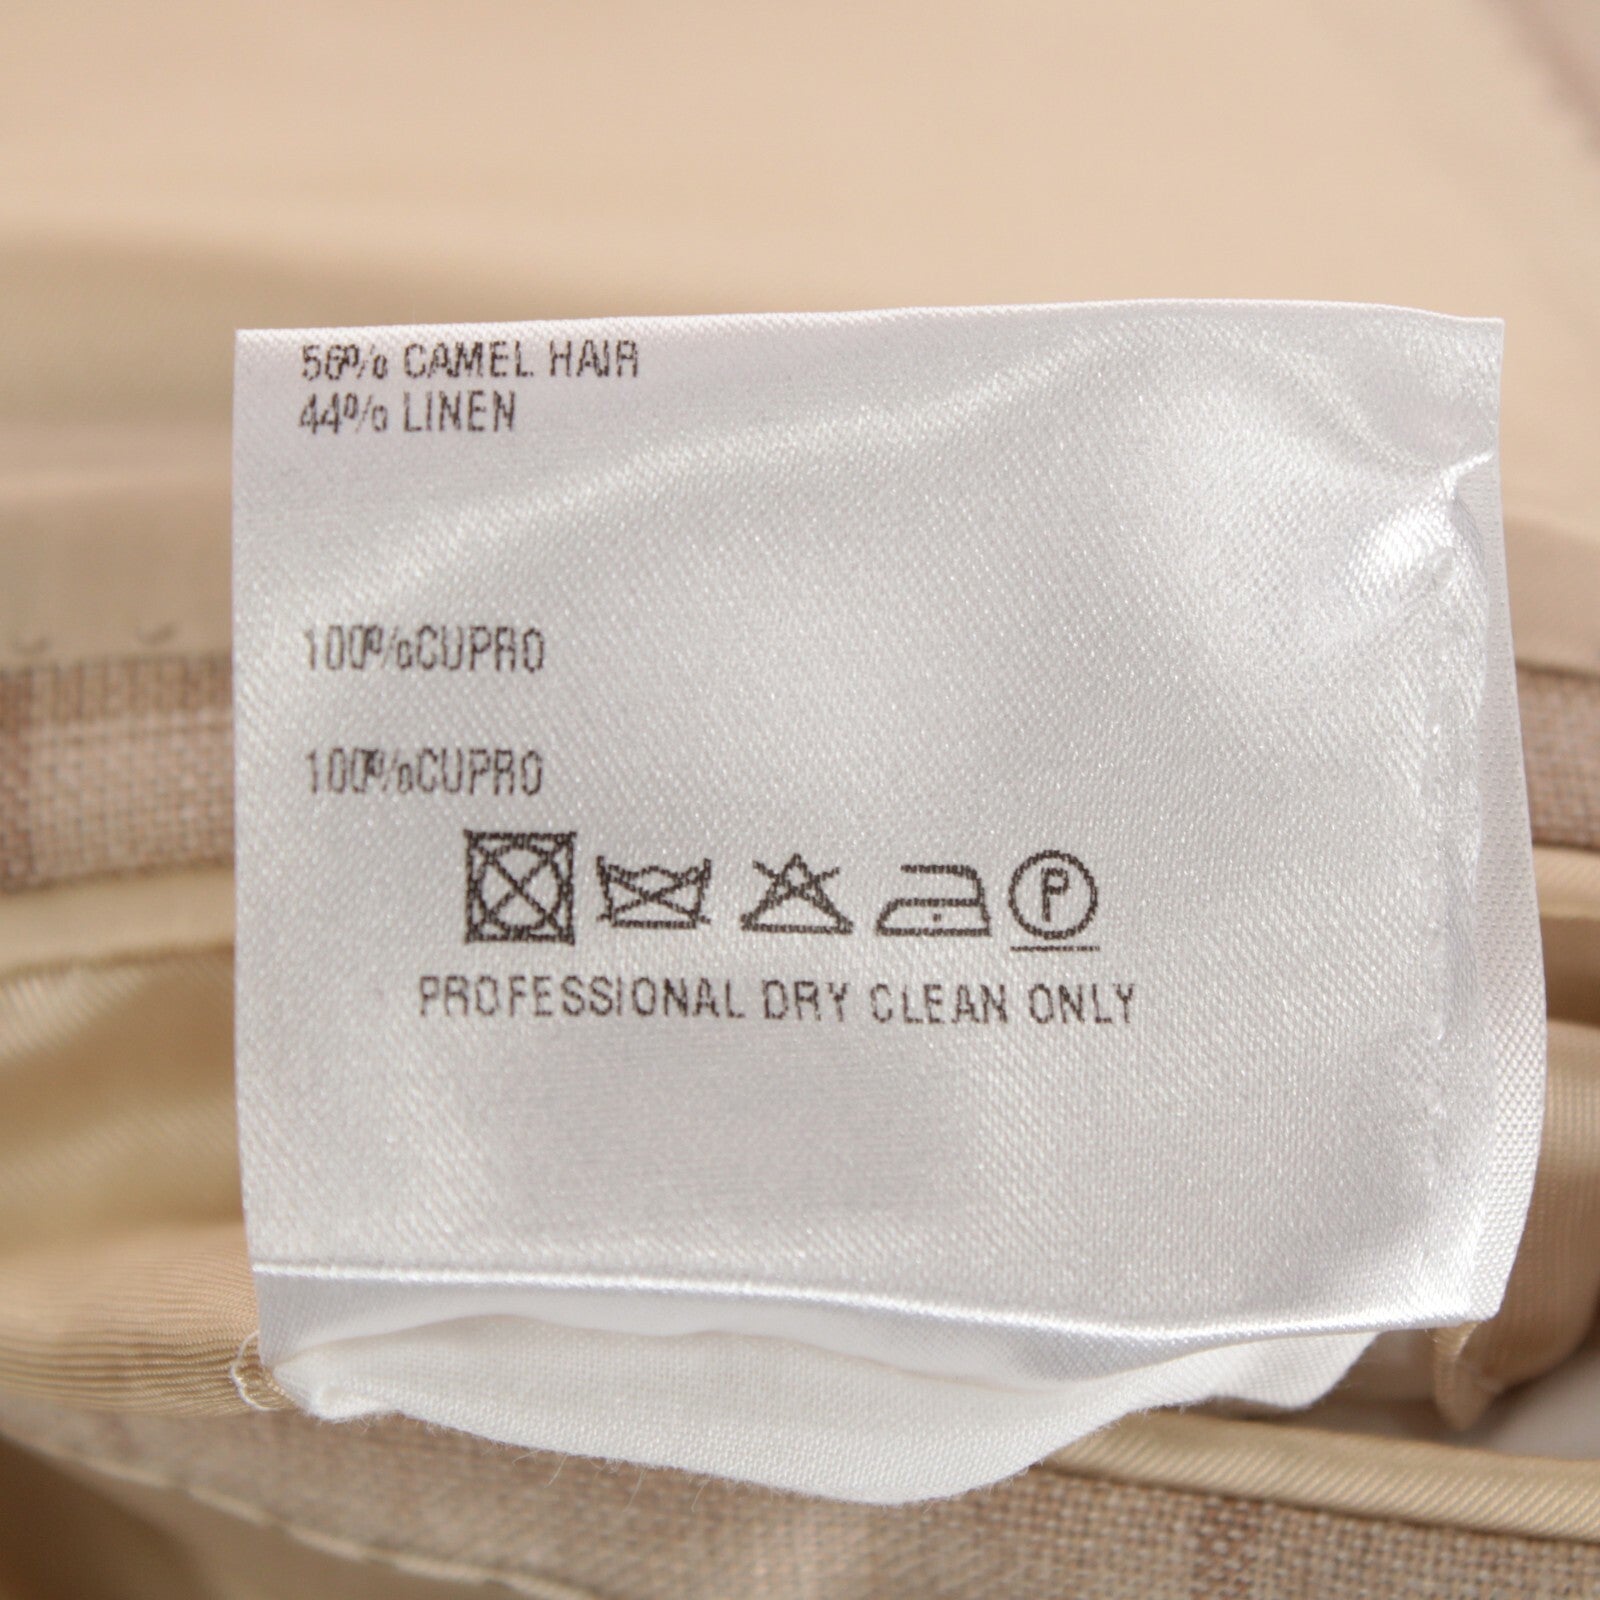 56% CAMEL HAIR
44% LINEN
100%CUPRO
100%CUPRO
P
PROFESSIONAL DRY CLEAN ONLY